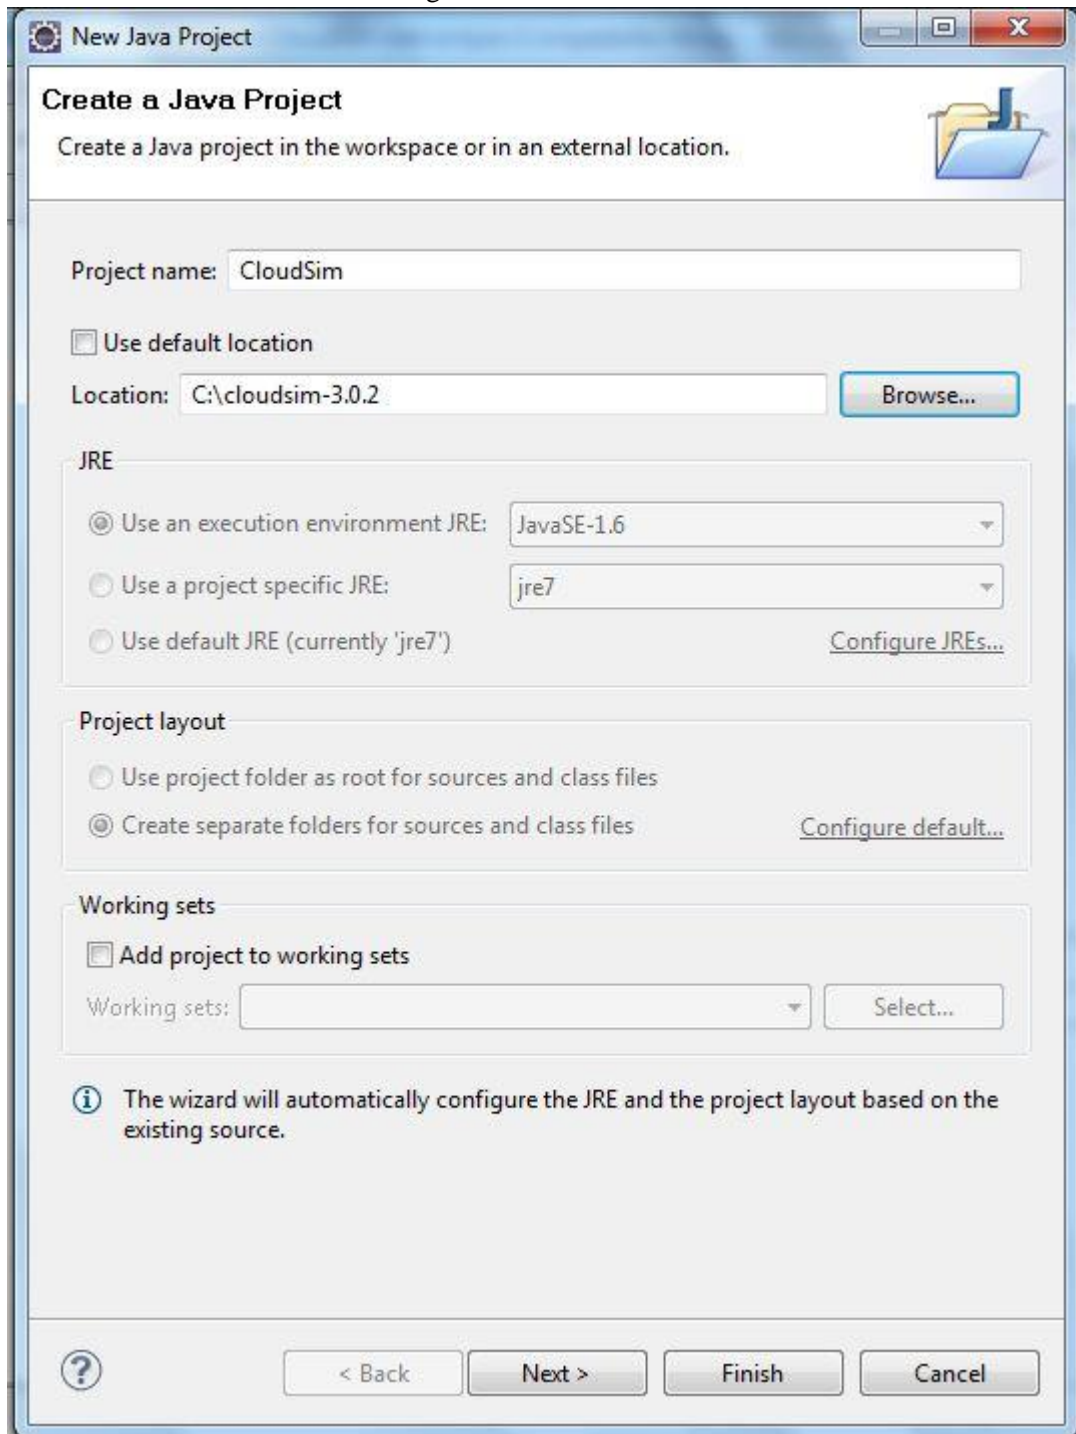 New Java Project
Create a Java Project
Create a Java project in the workspace or in an external location.
Project name: CloudSim
Use default location
Location: C:\cloudsim-3.0.2 Browse...
JRE
Use an execution environment JRE: JavaSE-1.6
Use a project specific JRE: jre7
Use default JRE (currently 'jre7') Configure JREs...
Project layout
Use project folder as root for sources and class files
Create separate folders for sources and class files Configure default...
Working sets
Add project to working sets
Working sets: Select...
The wizard will automatically configure the JRE and the project layout based on the
existing source.
< Back Next > Finish Cancel